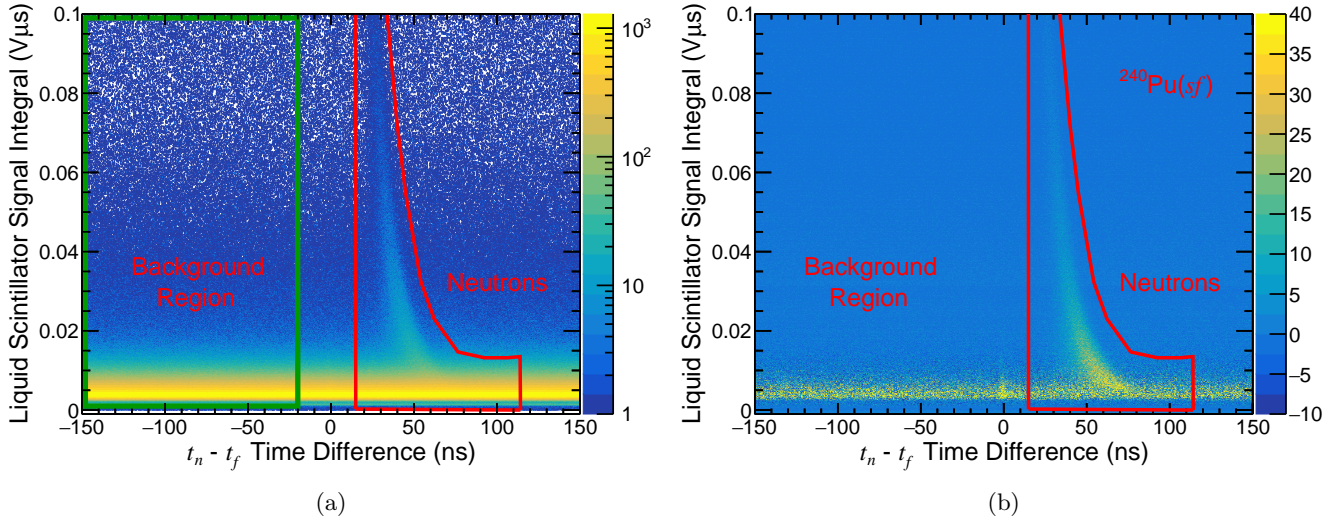 Liquid Scintillator Signal Integral (Vμs)
0.1
0.08
0.06
0.04
0.02
0
Background
Region
Neutrons
−150 −100 −50 0 50 100 150
t_n - t_f Time Difference (ns)
10³
10²
10
1
(a)
Liquid Scintillator Signal Integral (Vμs)
0.1
0.08
0.06
0.04
0.02
0
²⁴⁰Pu(sf)
Background
Region
Neutrons
−150 −100 −50 0 50 100 150
t_n - t_f Time Difference (ns)
40
35
30
25
20
15
10
5
0
−5
−10
(b)